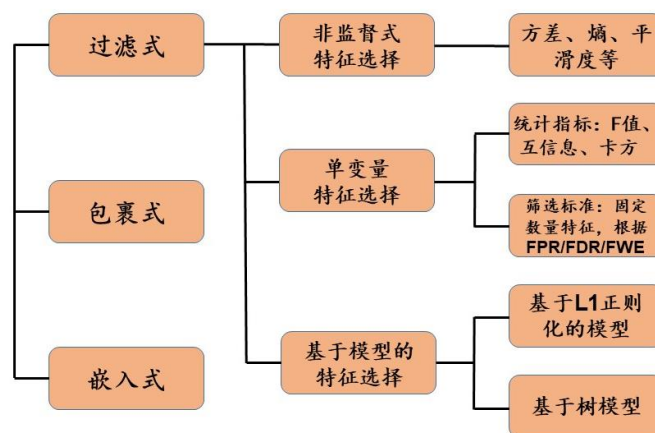 过滤式
非监督式
特征选择
方差、熵、平
滑度等
单变量
特征选择
统计指标：F值、
互信息、卡方
筛选标准：固定
数量特征，根据
FPR/FDR/FWE
基于模型的
特征选择
基于L1正则
化的模型
基于树模型
包裹式
嵌入式